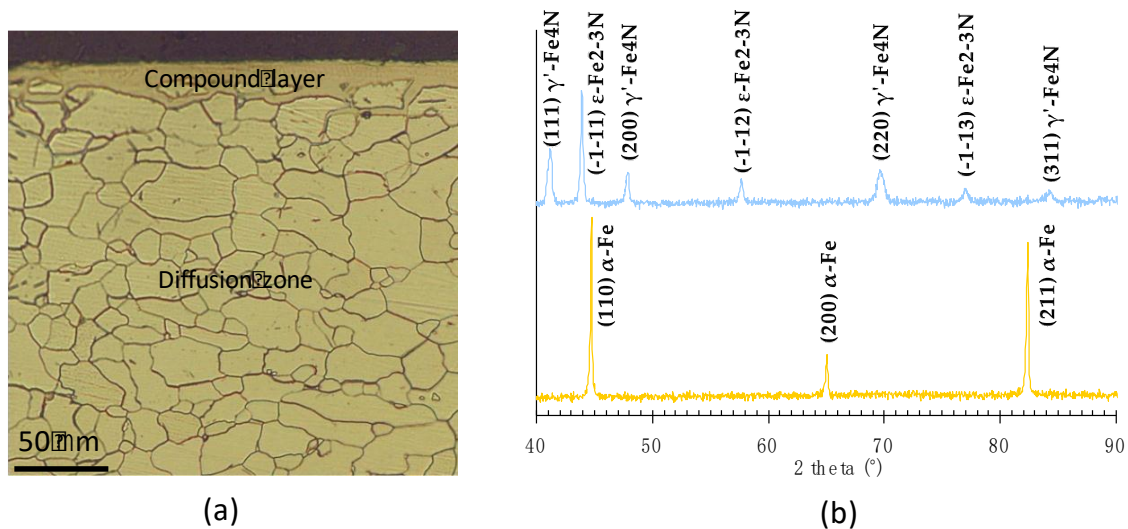 Compound layer
Diffusion zone
50 m
(a)
(111) γ'-Fe4N
(-1-11) ε-Fe2-3N
(200) γ'-Fe4N
(-1-12) ε-Fe2-3N
(220) γ'-Fe4N
(-1-13) ε-Fe2-3N
(311) γ'-Fe4N
(110) α-Fe
(200) α-Fe
(211) α-Fe
40 50 60 70 80 90
2 theta (°)
(b)